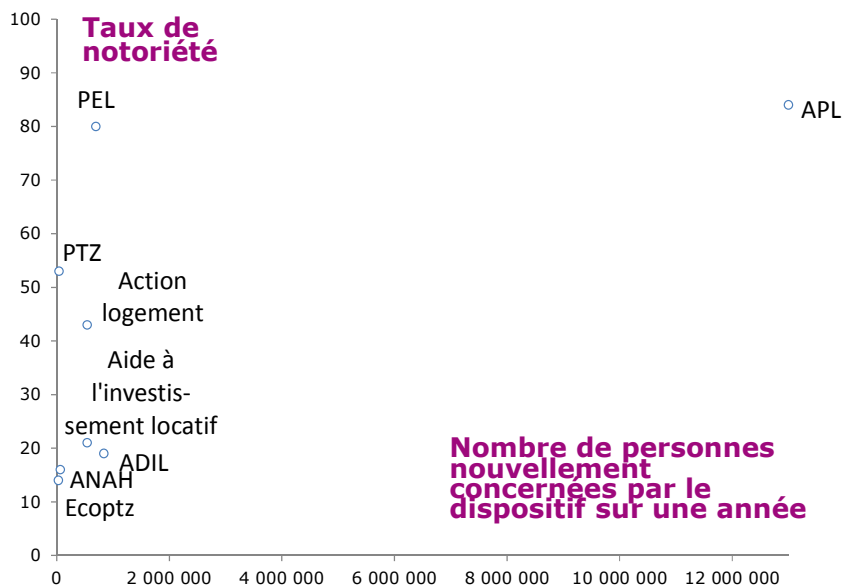 Taux de
notoriété
100
90
80
70
60
50
40
30
20
10
0
PEL
APL
PTZ
Action
logement
Aide à
l'investis-
sement locatif
ADIL
ANAH
Ecoptz
Nombre de personnes
nouvellement
concernées par le
dispositif sur une année
0
2 000 000
4 000 000
6 000 000
8 000 000
10 000 000
12 000 000